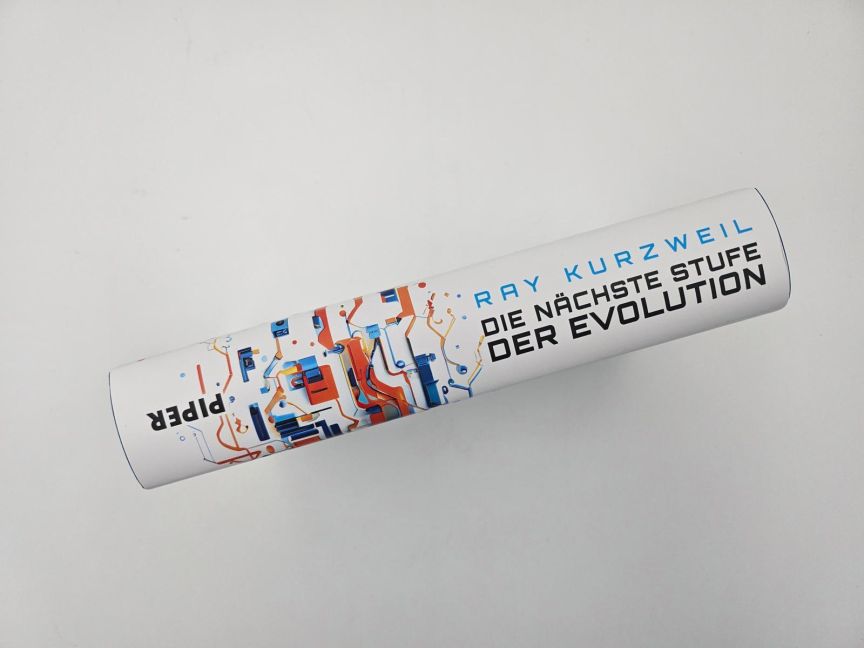 RAY KURZWEIL
DIE NÄCHSTE STUFE
DER EVOLUTION
PIPER